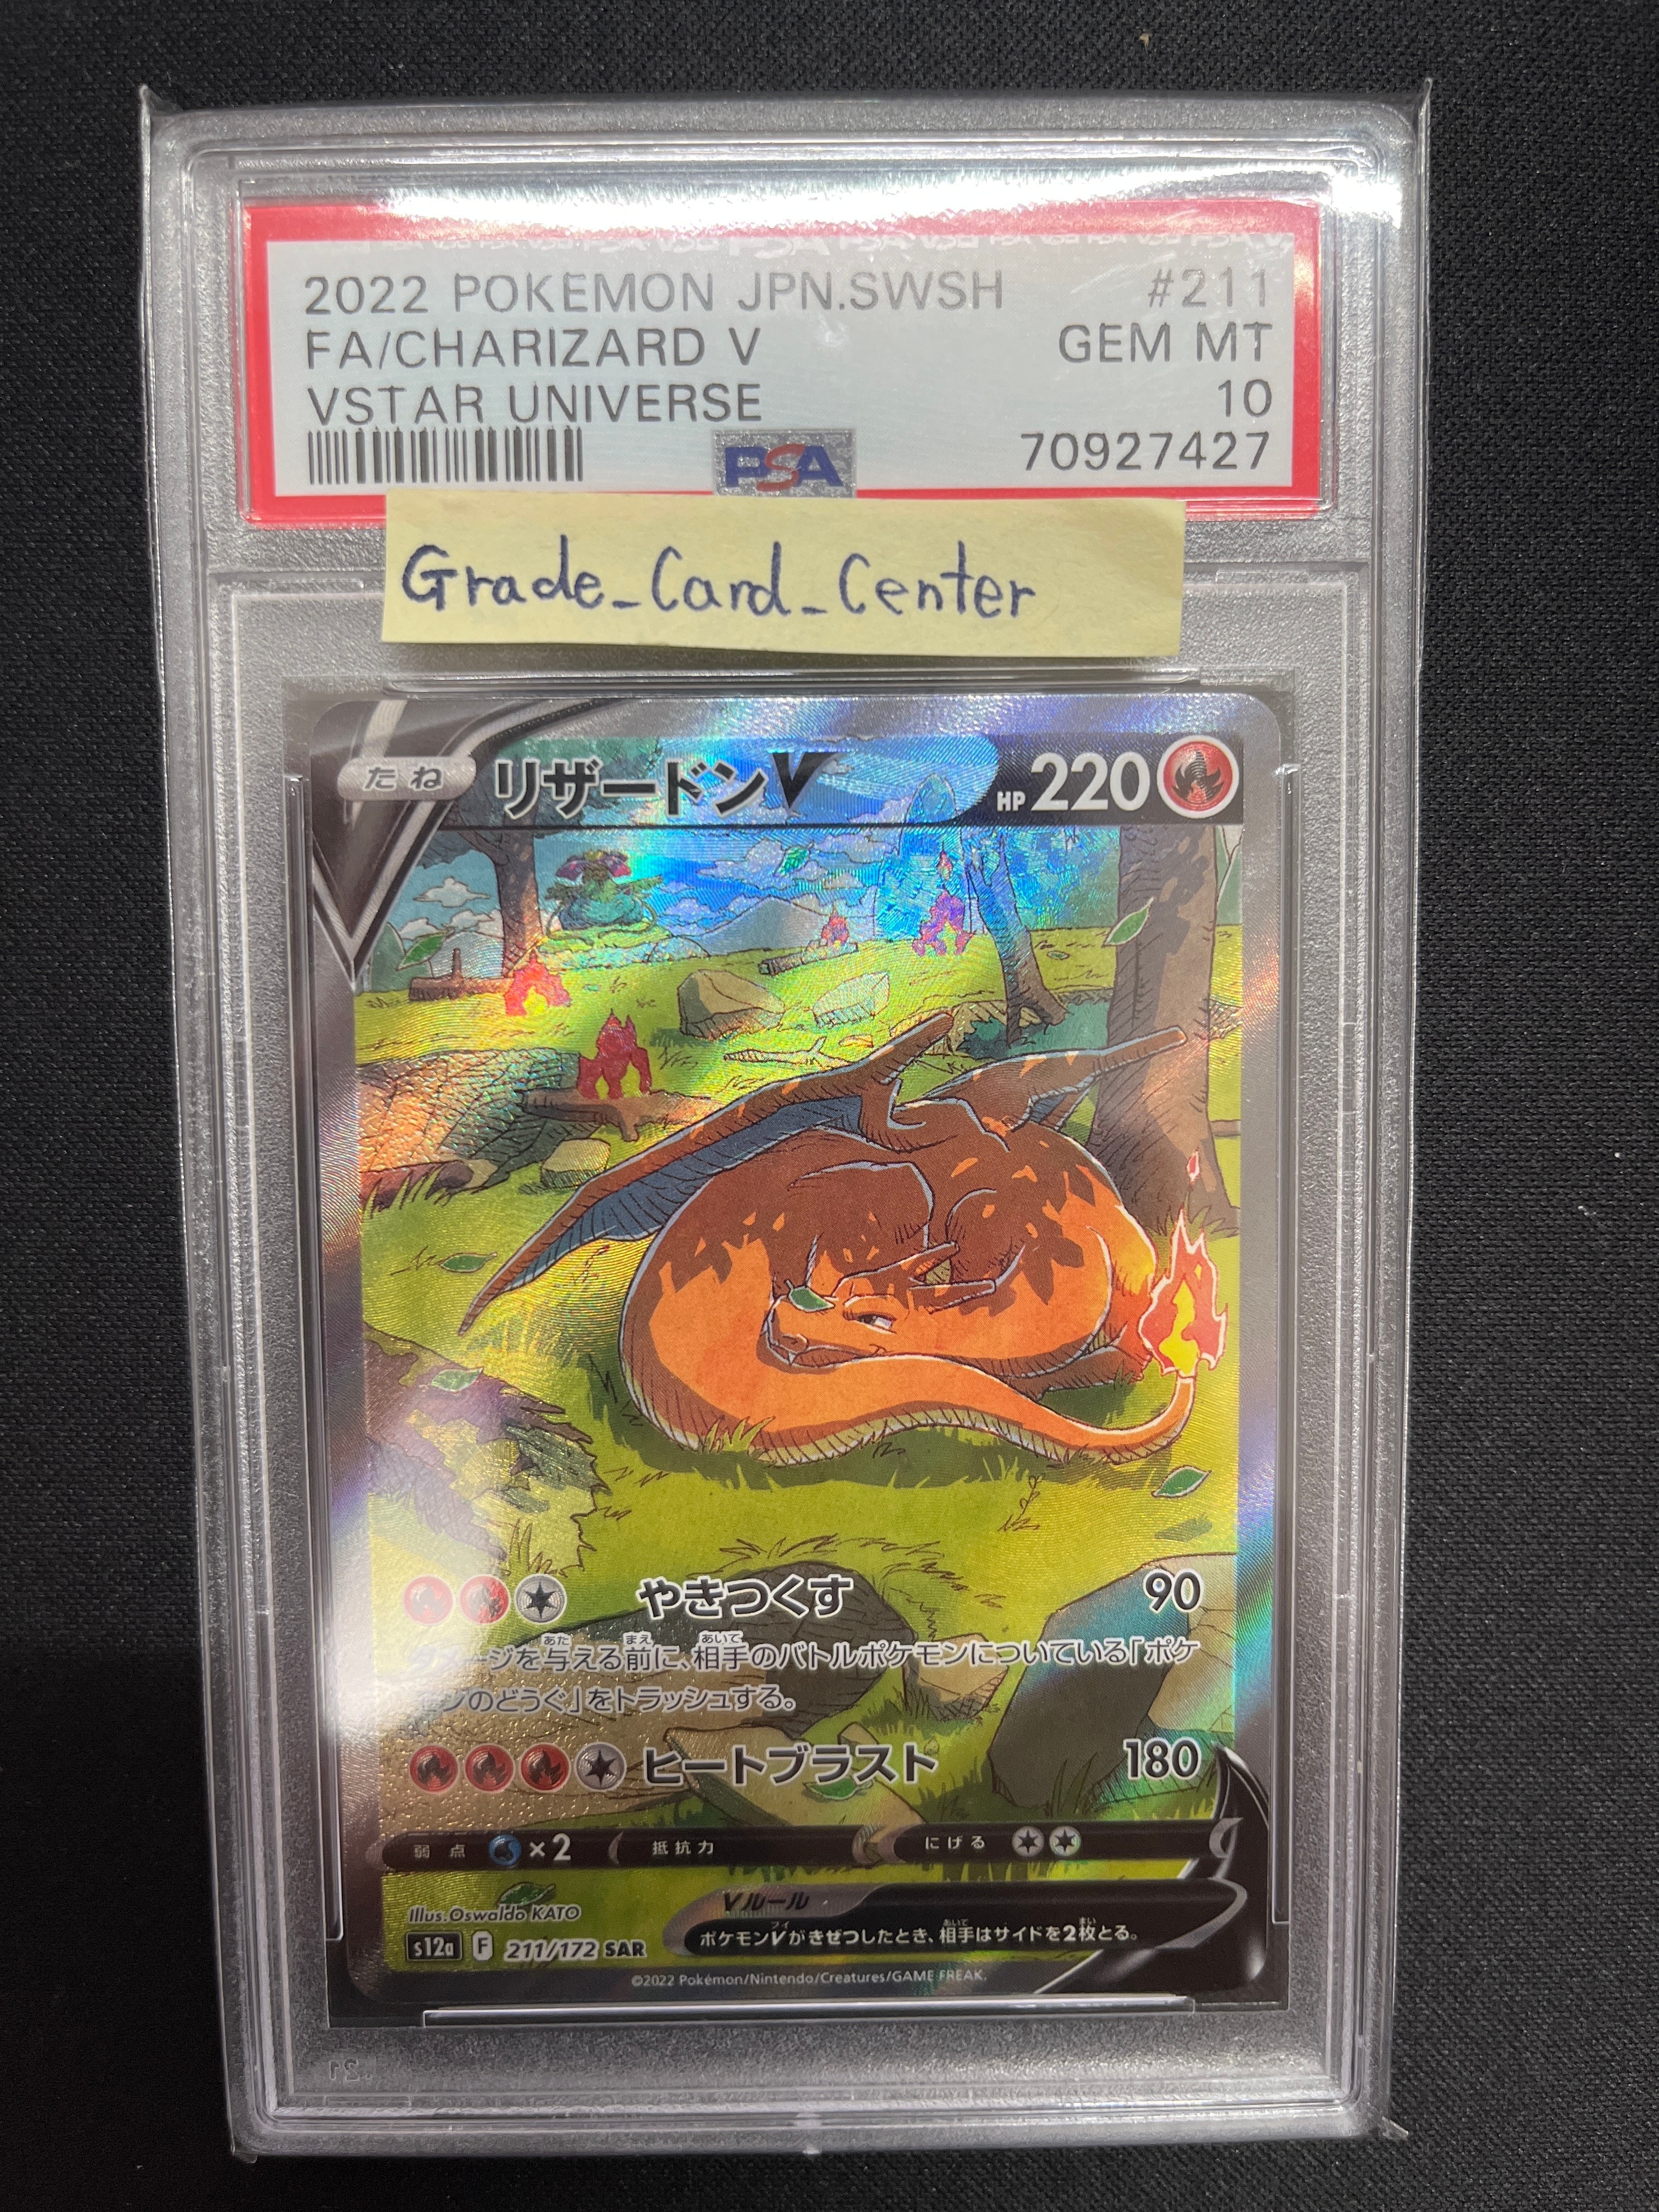 2022 POKEMON JPN.SWSH #211
FA/CHARIZARD V GEM MT
VSTAR UNIVERSE 10
70927427
PSA
Grade_Card_Center
たね リザードンV HP 220
やきつくす 90
ダメージを与える前に、相手のバトルポケモンについている「ポケ
モンのどうぐ」をトラッシュする。
ヒートブラスト 180
弱点 ×2 抵抗力 にげる
Illus. Oswaldo KATO
Vルール
ポケモンVがきぜつしたとき、相手はサイドを2枚とる。
s12a F 211/172 SAR
©2022 Pokémon/Nintendo/Creatures/GAME FREAK.